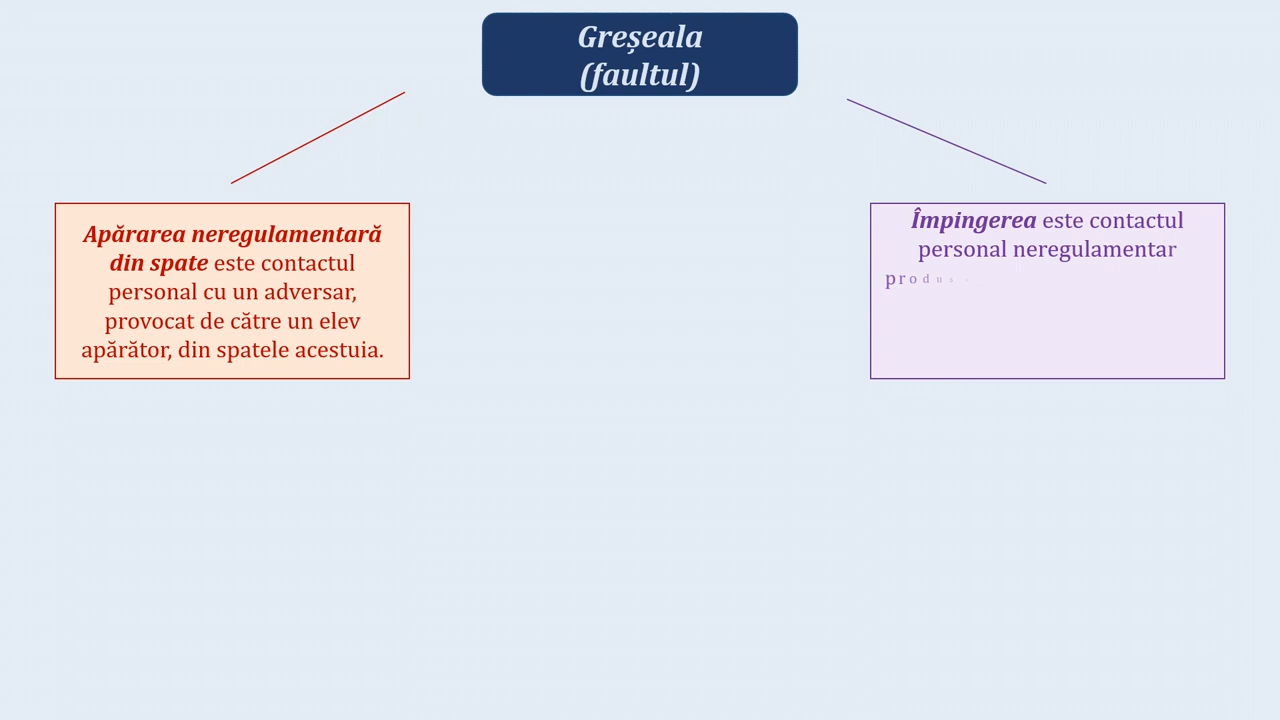 Greșeala
(faultul)
Apărarea neregulamentară
din spate este contactul
personal cu un adversar,
provocat de către un elev
apărător, din spatele acestuia.
Împingerea este contactul
personal neregulamentar
produs